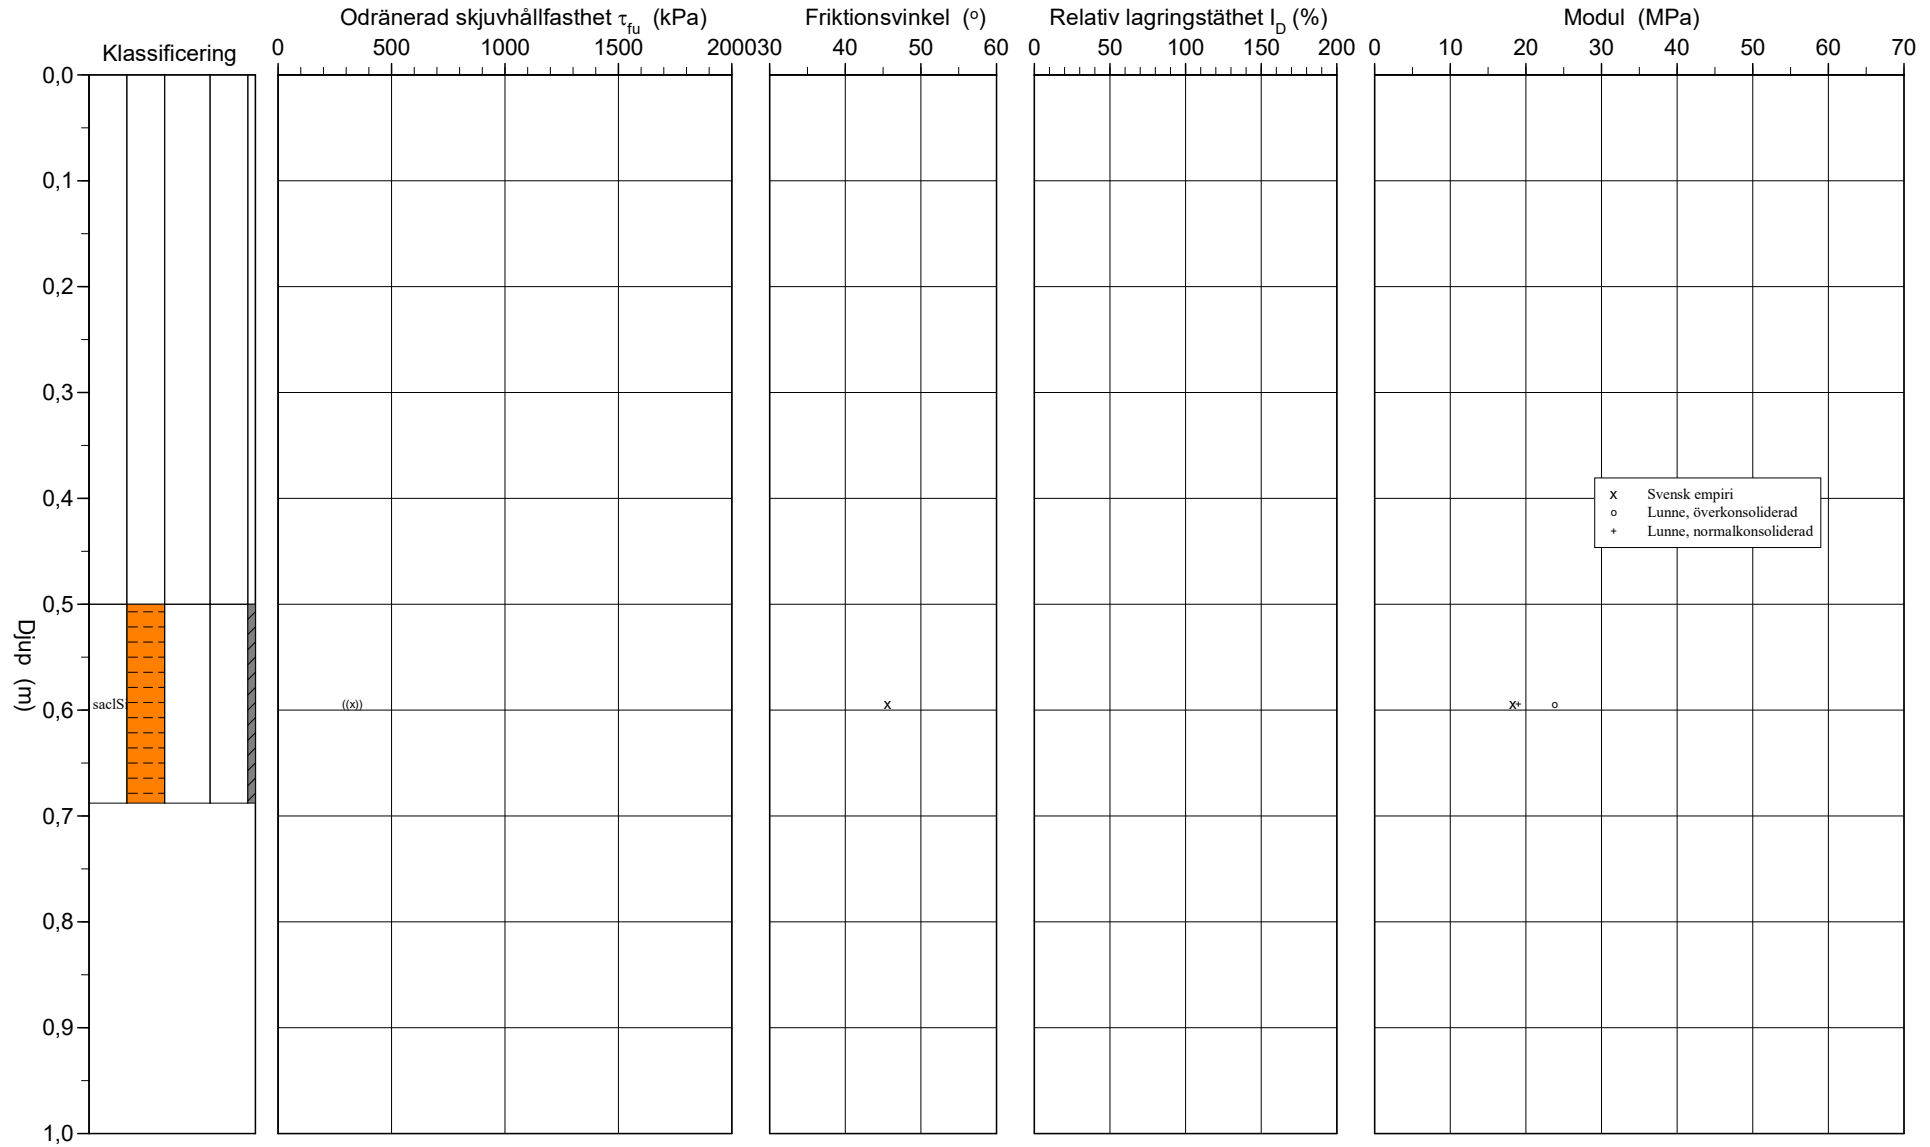 Odränerad skjuvhållfasthet τfu (kPa)
Friktionsvinkel (o)
Relativ lagringstäthet ID (%)
Modul (MPa)
Klassificering
0 500 1000 1500 2000
30 40 50 60
0 50 100 150 200
0 10 20 30 40 50 60 70
0,0
0,1
0,2
0,3
0,4
x Svensk empiri
o Lunne, överkonsoliderad
+ Lunne, normalkonsoliderad
0,5
Djup (m)
saclS
((x))
x
x+ o
0,6
0,7
0,8
0,9
1,0